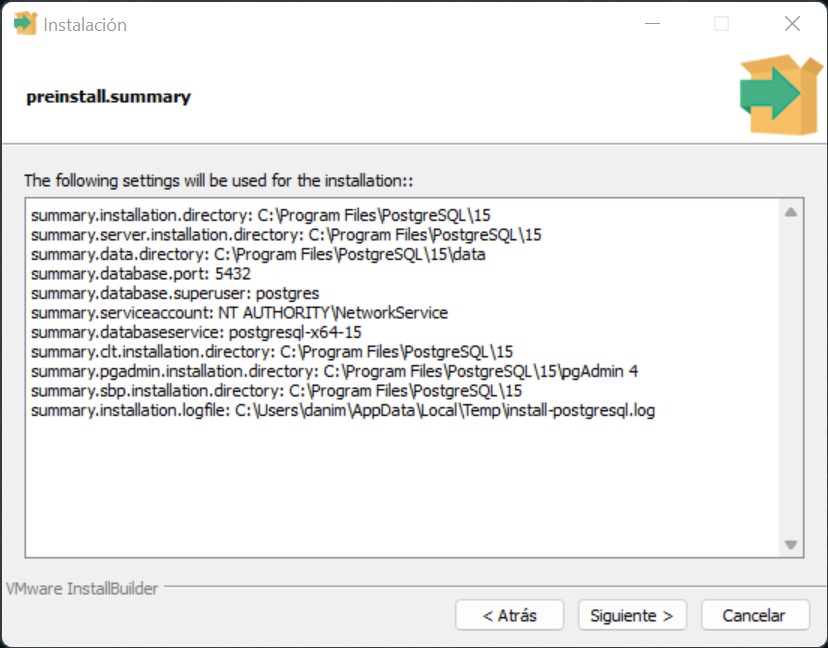 Instalación
preinstall.summary
The following settings will be used for the installation::
summary.installation.directory: C:\Program Files\PostgreSQL\15
summary.server.installation.directory: C:\Program Files\PostgreSQL\15
summary.data.directory: C:\Program Files\PostgreSQL\15\data
summary.database.port: 5432
summary.database.superuser: postgres
summary.serviceaccount: NT AUTHORITY\NetworkService
summary.databaseservice: postgresql-x64-15
summary.clt.installation.directory: C:\Program Files\PostgreSQL\15
summary.pgadmin.installation.directory: C:\Program Files\PostgreSQL\15\pgAdmin 4
summary.sbp.installation.directory: C:\Program Files\PostgreSQL\15
summary.installation.logfile: C:\Users\danim\AppData\Local\Temp\install-postgresql.log
VMware InstallBuilder
< Atrás Siguiente > Cancelar